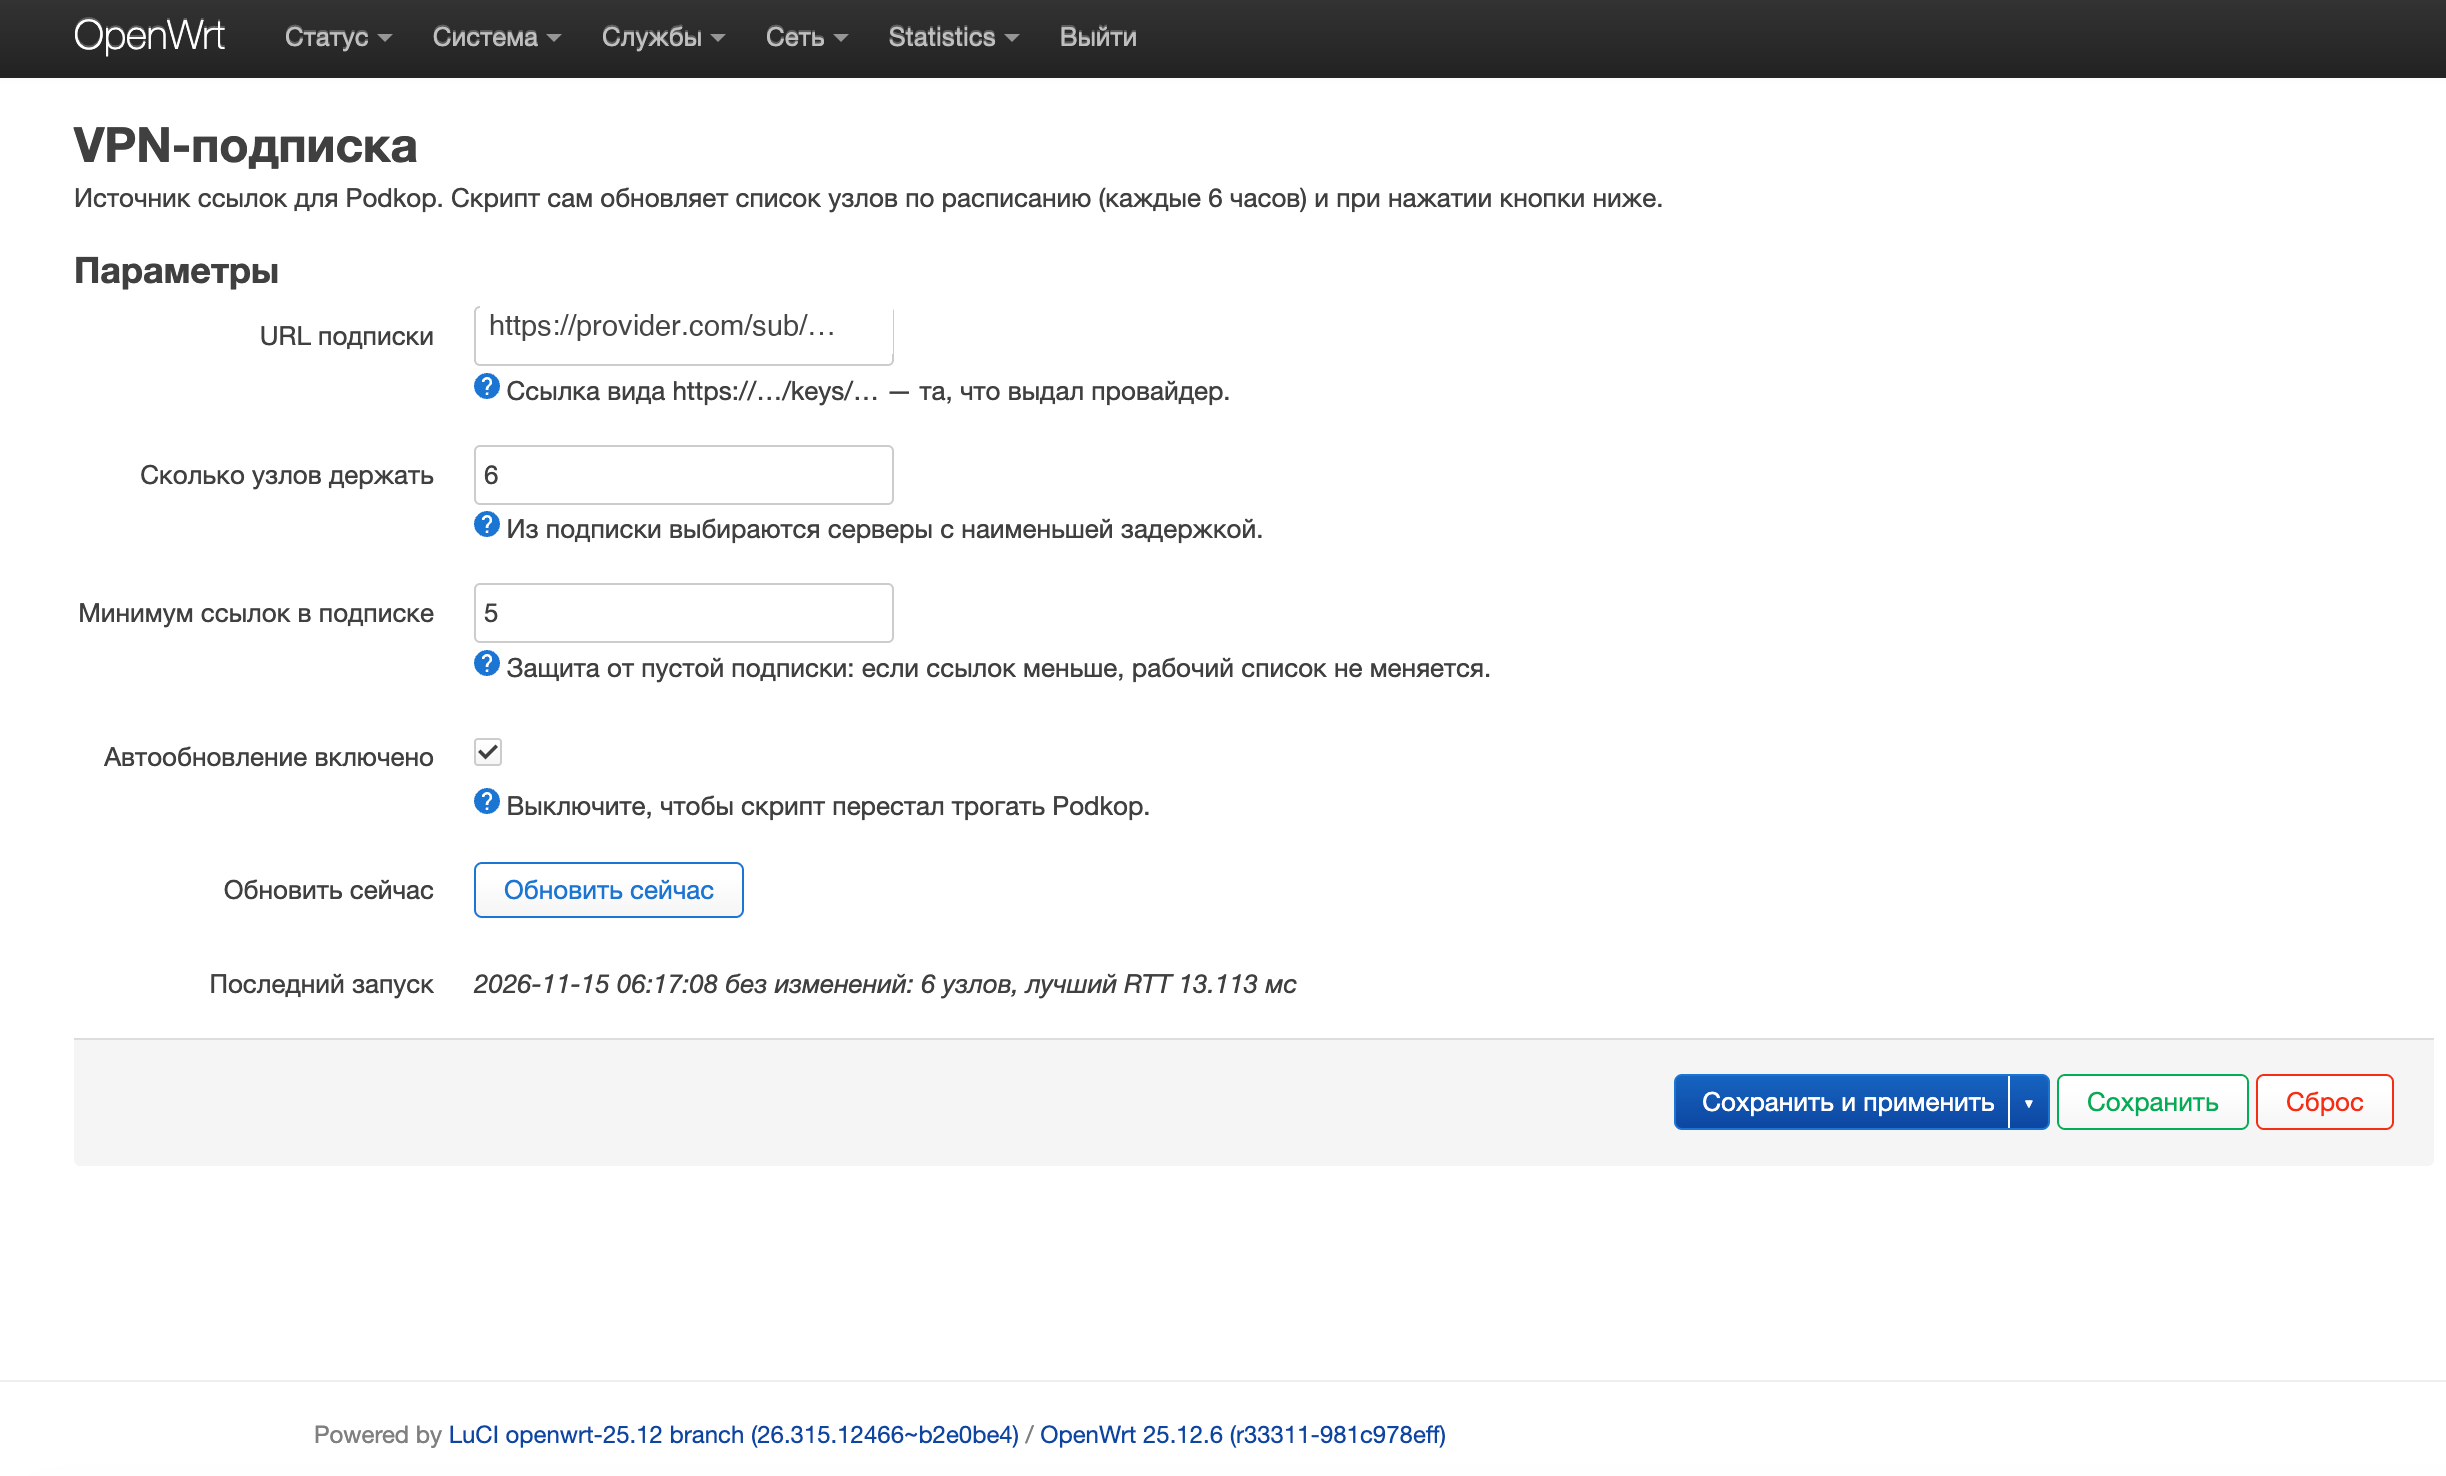 OpenWrt Статус Система Службы Сеть Statistics Выйти
VPN-подписка
Источник ссылок для Podkop. Скрипт сам обновляет список узлов по расписанию (каждые 6 часов) и при нажатии кнопки ниже.
Параметры
URL подписки https://provider.com/sub/…
? Ссылка вида https://…/keys/… — та, что выдал провайдер.
Сколько узлов держать 6
? Из подписки выбираются серверы с наименьшей задержкой.
Минимум ссылок в подписке 5
? Защита от пустой подписки: если ссылок меньше, рабочий список не меняется.
Автообновление включено
? Выключите, чтобы скрипт перестал трогать Podkop.
Обновить сейчас Обновить сейчас
Последний запуск 2026-11-15 06:17:08 без изменений: 6 узлов, лучший RTT 13.113 мс
Сохранить и применить Сохранить Сброс
Powered by LuCI openwrt-25.12 branch (26.315.12466~b2e0be4) / OpenWrt 25.12.6 (r33311-981c978eff)